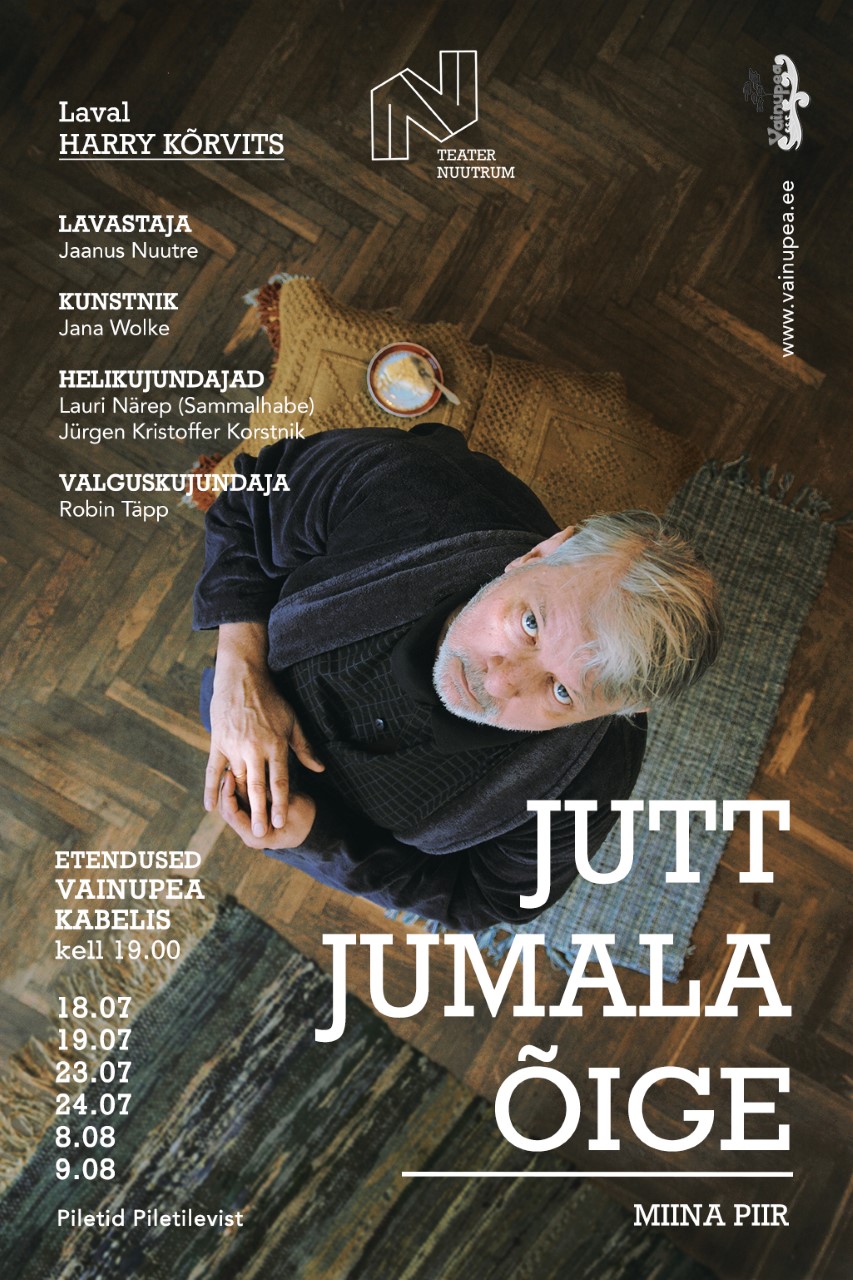 Laval
HARRY KÕRVITS
TEATER
NUUTRUM
Vainupea
www.vainupea.ee
LAVASTAJA
Jaanus Nuutre
KUNSTNIK
Jana Wolke
HELIKUJUNDAJAD
Lauri Närep (Sammalhabe)
Jürgen Kristoffer Korstnik
VALGUSKUJUNDAJA
Robin Täpp
ETENDUSED
VAINUPEA
KABELIS
kell 19.00
18.07
19.07
23.07
24.07
8.08
9.08
Piletid Piletilevist
JUTT
JUMALA
ÕIGE
MIINA PIIR